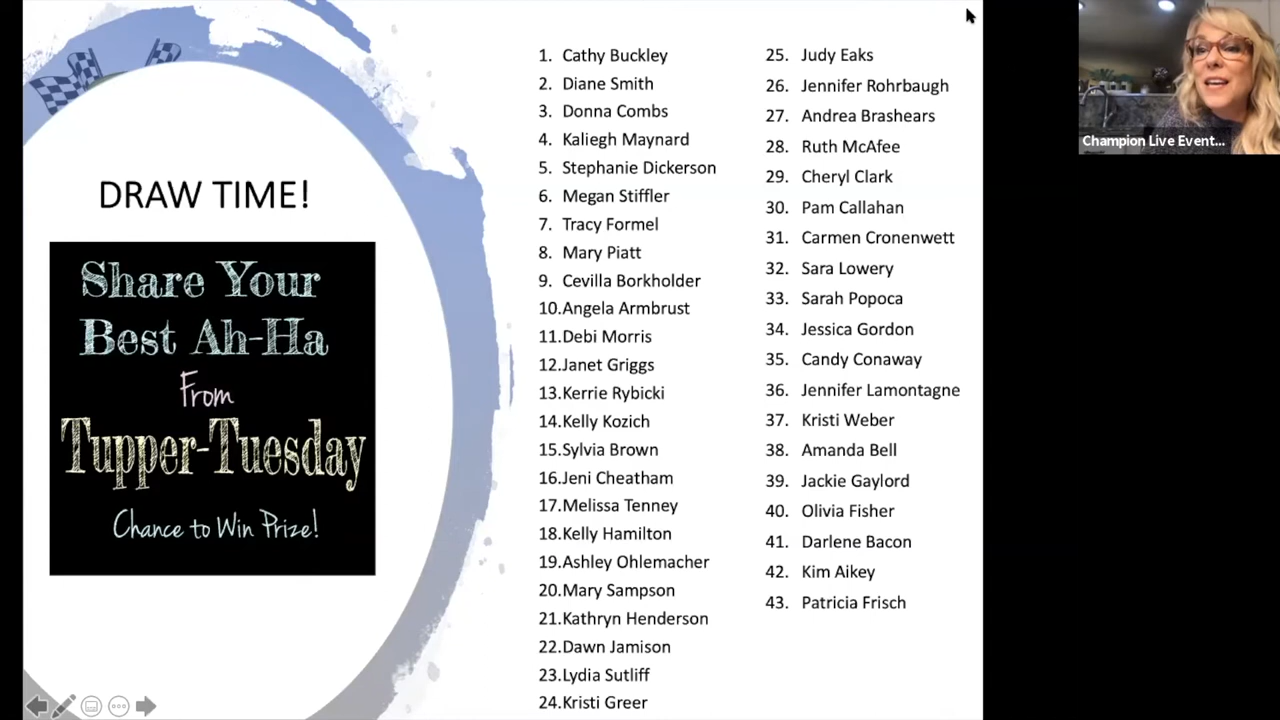 DRAW TIME!
Share Your
Best Ah-Ha
From
Tupper-Tuesday
Chance to Win Prize!
1. Cathy Buckley
2. Diane Smith
3. Donna Combs
4. Kaliegh Maynard
5. Stephanie Dickerson
6. Megan Stiffler
7. Tracy Formel
8. Mary Piatt
9. Cevilla Borkholder
10.Angela Armbrust
11.Debi Morris
12.Janet Griggs
13.Kerrie Rybicki
14.Kelly Kozich
15.Sylvia Brown
16.Jeni Cheatham
17.Melissa Tenney
18.Kelly Hamilton
19.Ashley Ohlemacher
20.Mary Sampson
21.Kathryn Henderson
22.Dawn Jamison
23.Lydia Sutliff
24.Kristi Greer
25. Judy Eaks
26. Jennifer Rohrbaugh
27. Andrea Brashears
28. Ruth McAfee
29. Cheryl Clark
30. Pam Callahan
31. Carmen Cronenwett
32. Sara Lowery
33. Sarah Popoca
34. Jessica Gordon
35. Candy Conaway
36. Jennifer Lamontagne
37. Kristi Weber
38. Amanda Bell
39. Jackie Gaylord
40. Olivia Fisher
41. Darlene Bacon
42. Kim Aikey
43. Patricia Frisch
Champion Live Event...